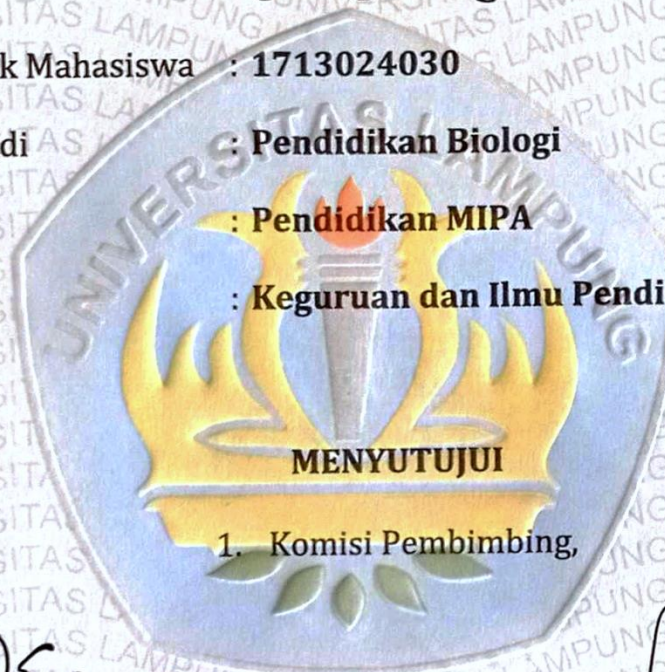 k Mahasiswa : 1713024030
di : Pendidikan Biologi
: Pendidikan MIPA
: Keguruan dan Ilmu Pendi
UNIVERSITAS LAMPUNG
MENYUTUJUI
1. Komisi Pembimbing,